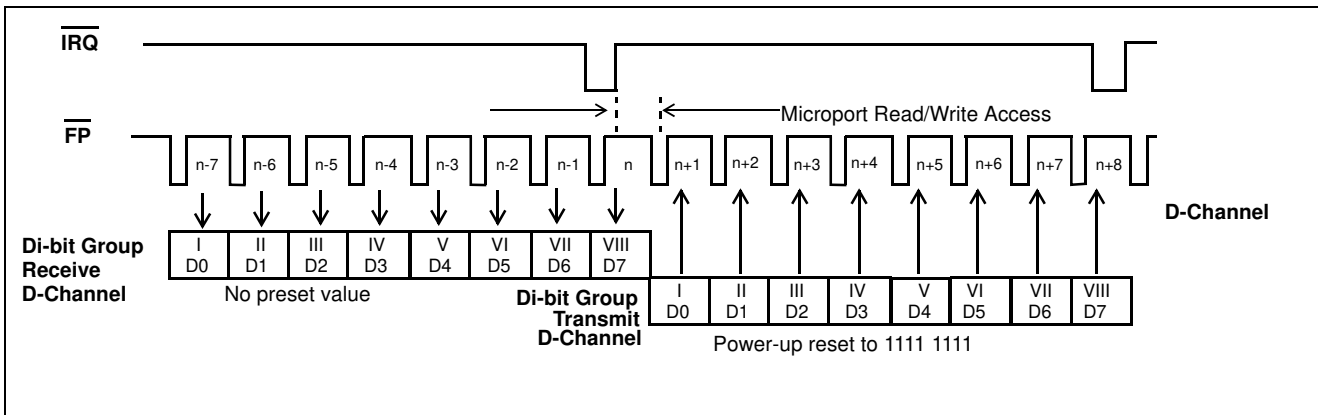 IRQ
Microport Read/Write Access
FP
n-7 n-6 n-5 n-4 n-3 n-2 n-1 n n+1 n+2 n+3 n+4 n+5 n+6 n+7 n+8
D-Channel
Di-bit Group
Receive
D-Channel
I II III IV V VI VII VIII
D0 D1 D2 D3 D4 D5 D6 D7
No preset value
Di-bit Group
Transmit
D-Channel
I II III IV V VI VII VIII
D0 D1 D2 D3 D4 D5 D6 D7
Power-up reset to 1111 1111